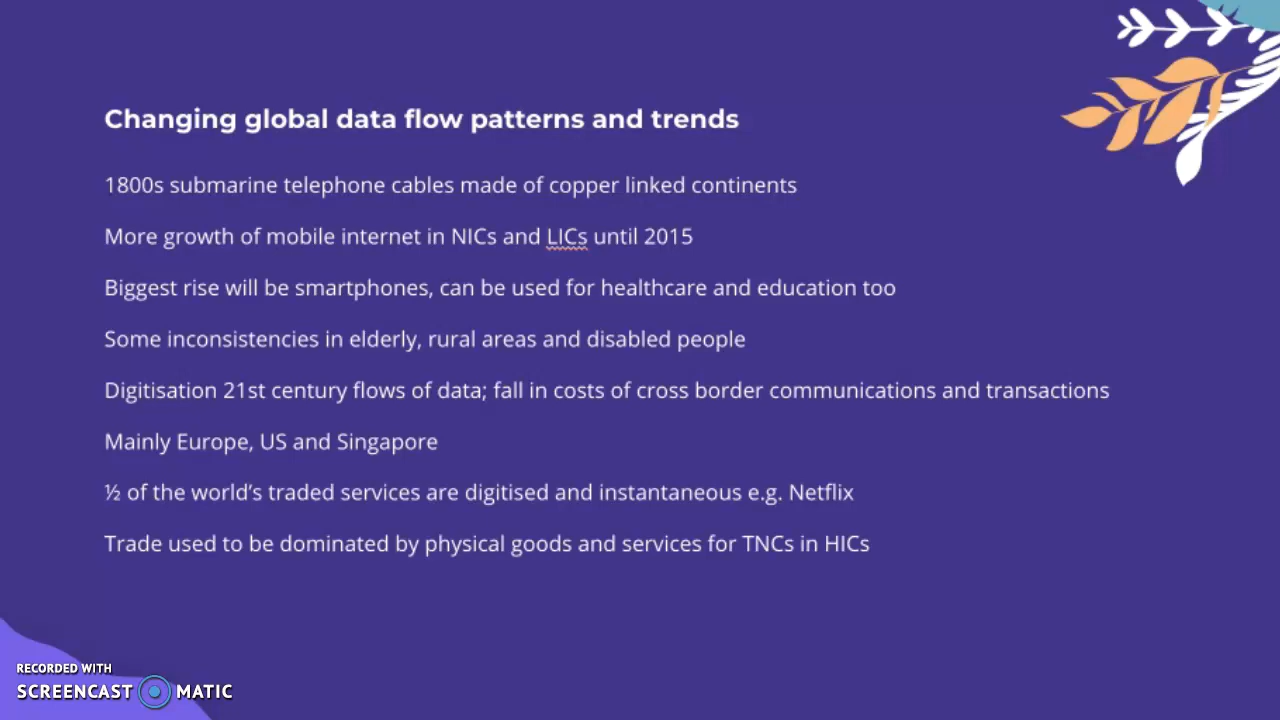 Changing global data flow patterns and trends
1800s submarine telephone cables made of copper linked continents
More growth of mobile internet in NICs and LICs until 2015
Biggest rise will be smartphones, can be used for healthcare and education too
Some inconsistencies in elderly, rural areas and disabled people
Digitisation 21st century flows of data; fall in costs of cross border communications and transactions
Mainly Europe, US and Singapore
½ of the world’s traded services are digitised and instantaneous e.g. Netflix
Trade used to be dominated by physical goods and services for TNCs in HICs
RECORDED WITH
SCREENCAST MATIC